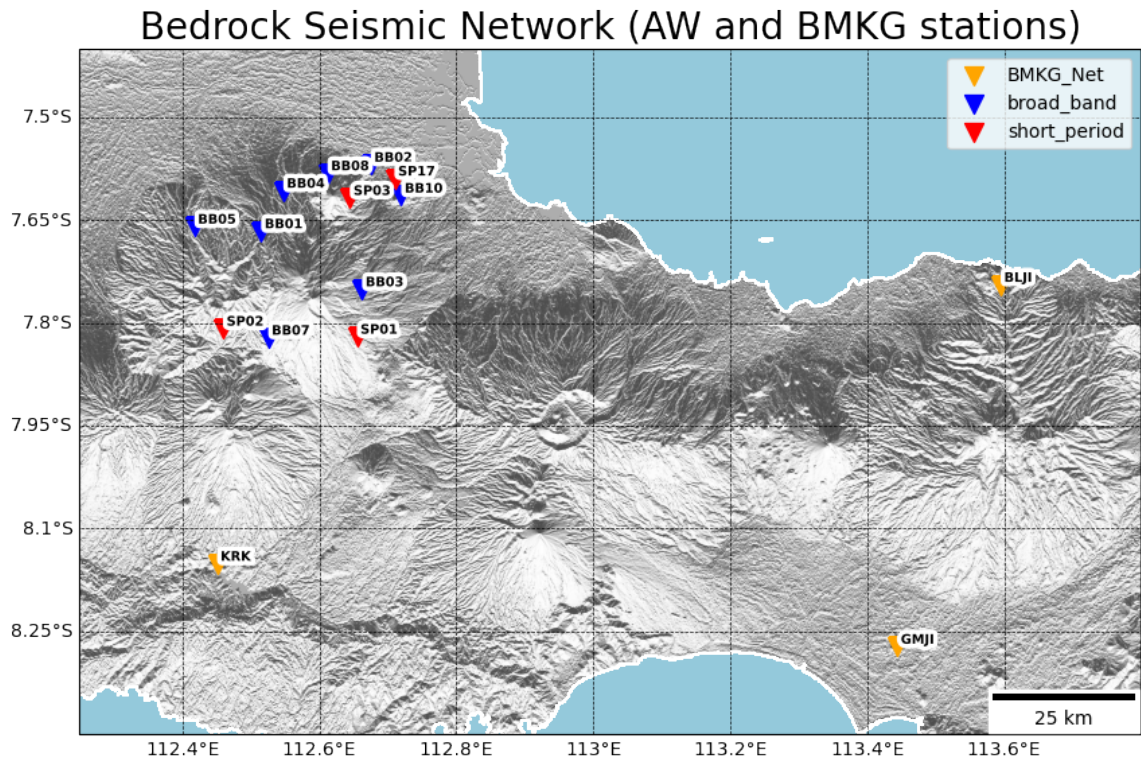 Bedrock Seismic Network (AW and BMKG stations)
BMKG_Net
broad_band
short_period
7.5°S
7.65°S
7.8°S
7.95°S
8.1°S
8.25°S
BB02
BB08
SP17
BB04
SP03
BB10
BB05
BB01
BB03
BLJI
SP02
BB07
SP01
KRK
GMJI
25 km
112.4°E
112.6°E
112.8°E
113°E
113.2°E
113.4°E
113.6°E